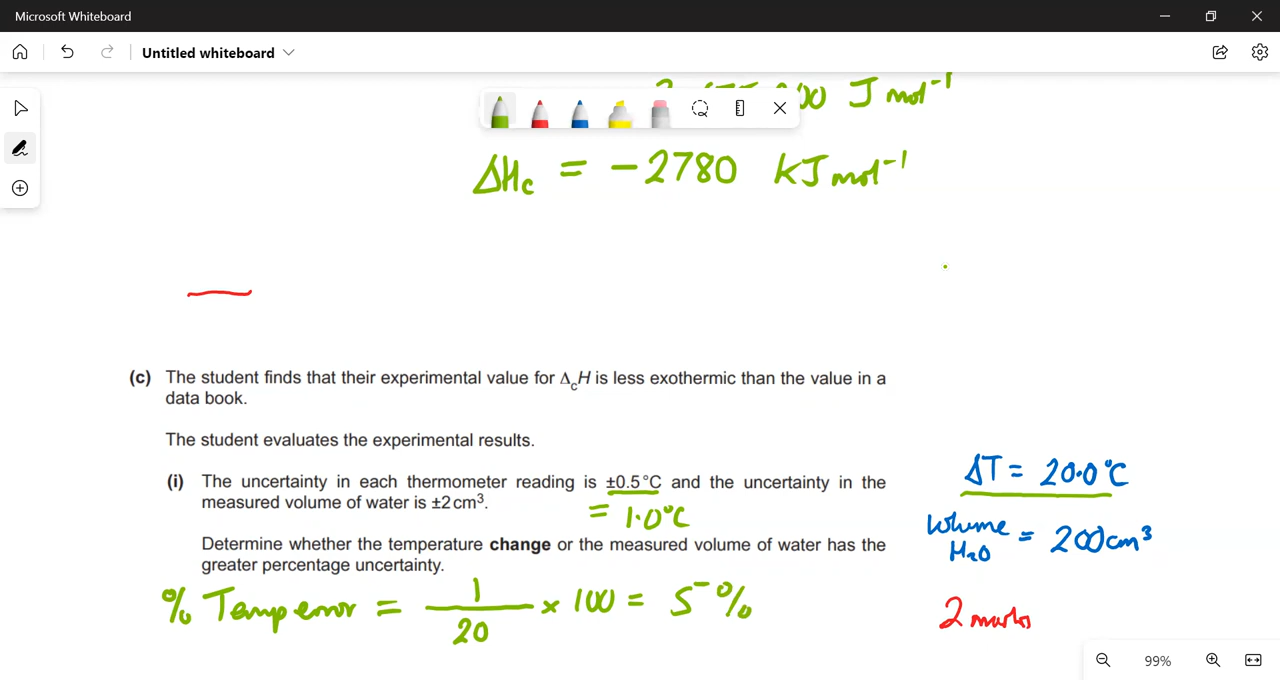 Microsoft Whiteboard
Untitled whiteboard
00 J mol⁻¹
ΔHc = -2780 KJ mol⁻¹
(c) The student finds that their experimental value for ΔcH is less exothermic than the value in a
data book.
The student evaluates the experimental results.
(i) The uncertainty in each thermometer reading is ±0.5°C and the uncertainty in the
measured volume of water is ±2cm³.
= 1.0°C
Determine whether the temperature change or the measured volume of water has the
greater percentage uncertainty.
ΔT = 20.0°C
Volume H₂O = 200cm³
% Temp error = 1/20 × 100 = 5%
2 marks
99%